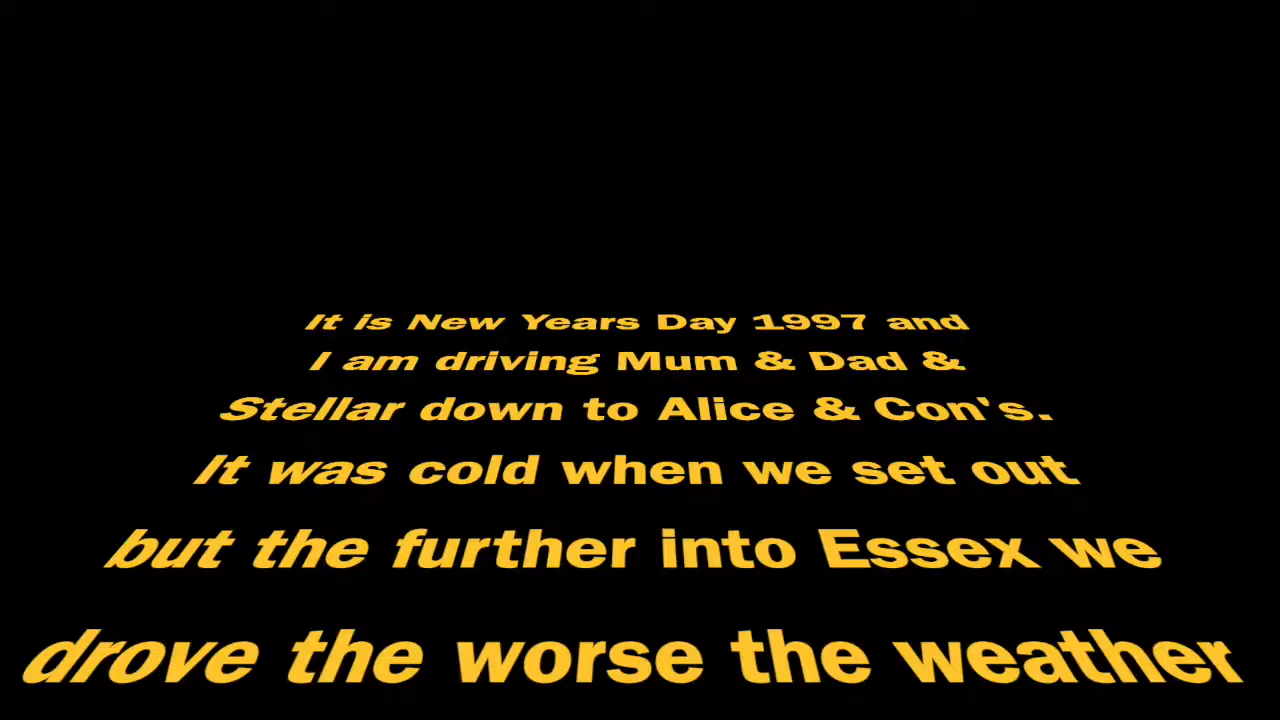 It is New Years Day 1997 and
I am driving Mum & Dad &
Stellar down to Alice & Con's.
It was cold when we set out
but the further into Essex we
drove the worse the weather